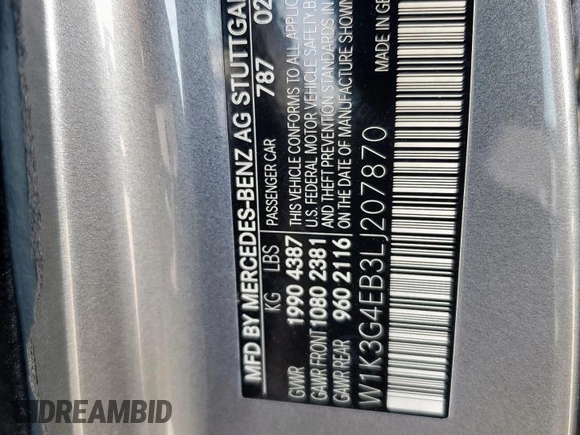 MFD BY MERCEDES-BENZ AG STUTTGA
787 02
KG LBS PASSENGER CAR
GVWR 1990 4387
GAWR FRONT 1080 2381
GAWR REAR 960 2116
THIS VEHICLE CONFORMS TO ALL APPLICABLE
U.S. FEDERAL MOTOR VEHICLE SAFETY, B
AND THEFT PREVENTION STANDARDS IN
ON THE DATE OF MANUFACTURE SHOWN
MADE IN GE
W1K3G4EB3LJ207870
IDREAMBID